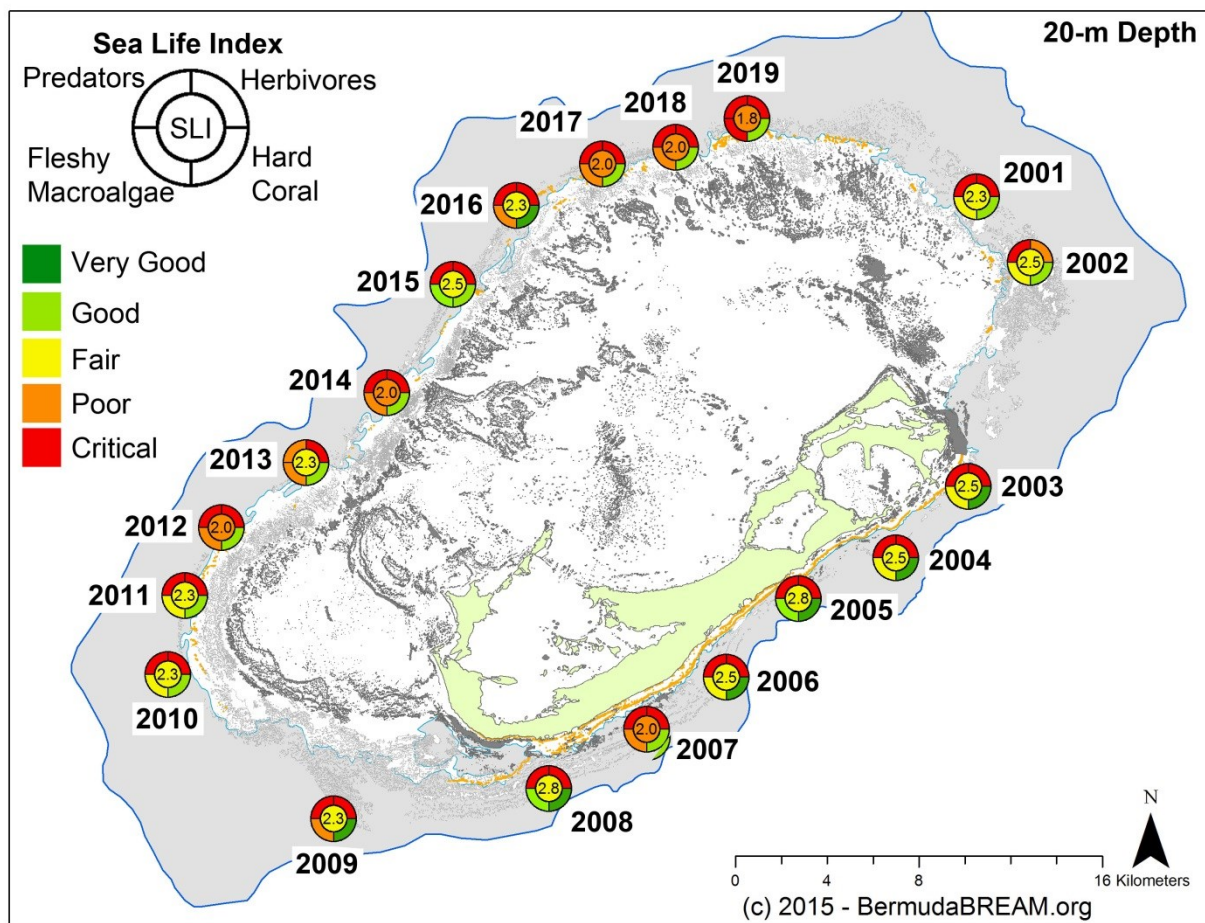 Sea Life Index
Predators
Herbivores
SLI
Fleshy
Macroalgae
Hard
Coral
Very Good
Good
Fair
Poor
Critical
20-m Depth
2019
1.8
2018
2.0
2017
2.0
2016
2.3
2001
2.3
2002
2.5
2015
2.5
2014
2.0
2013
2.3
2012
2.0
2011
2.3
2010
2.3
2003
2.5
2004
2.5
2005
2.8
2006
2.5
2007
2.0
2008
2.8
2009
2.3
N
0 4 8 16 Kilometers
(c) 2015 - BermudaBREAM.org